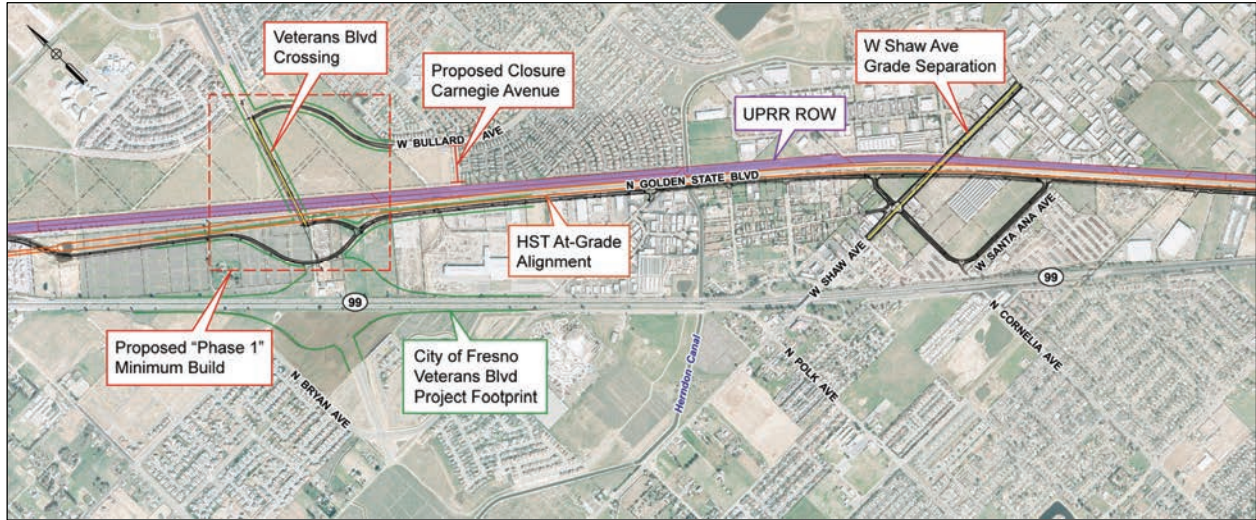 Veterans Blvd
Crossing
Proposed Closure
Carnegie Avenue
W Shaw Ave
Grade Separation
UPRR ROW
W BULLARD AVE
N GOLDEN STATE BLVD
HST At-Grade
Alignment
W SHAW AVE
W SANTA ANA AVE
99
99
Proposed "Phase 1"
Minimum Build
City of Fresno
Veterans Blvd
Project Footprint
N BRYAN AVE
Herndon Canal
N POLK AVE
N CORNELIA AVE